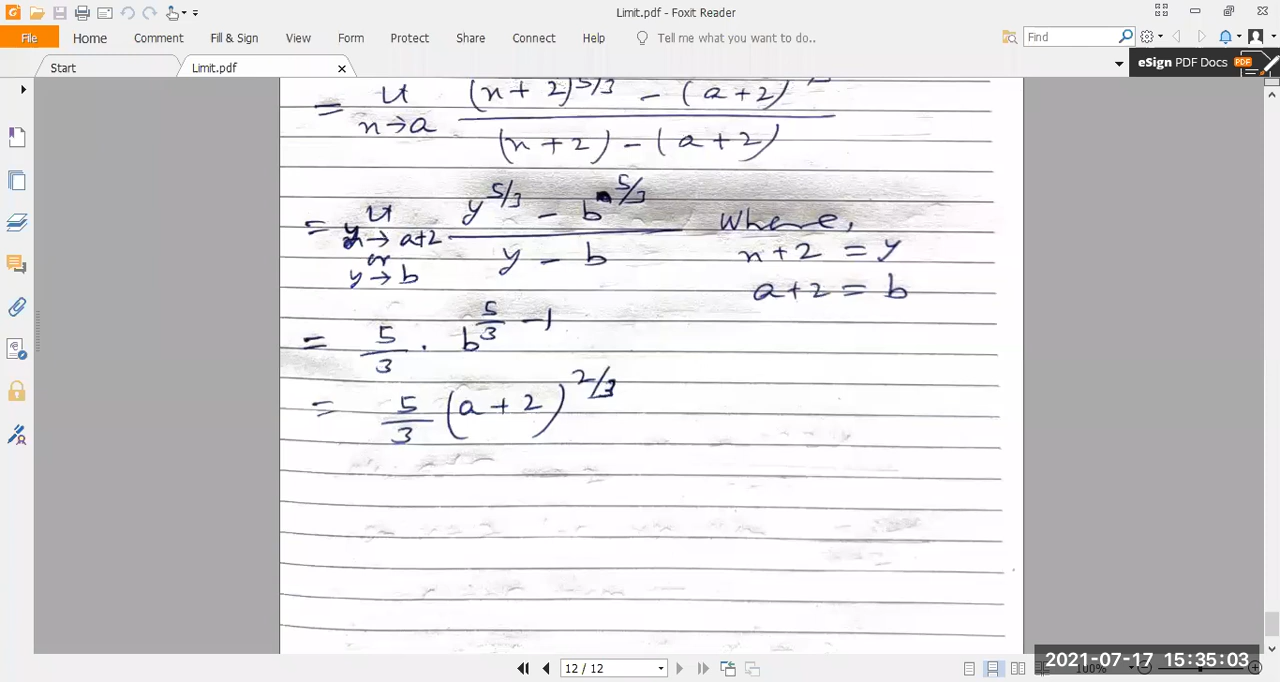 Limit.pdf - Foxit Reader
File Home Comment Fill & Sign View Form Protect Share Connect Help Tell me what you want to do.. Find
Start Limit.pdf eSign PDF Docs PDF
= lt (x + 2)^5/3 - (a + 2)
x → a (x + 2) - (a + 2)
= lt y^5/3 - b^5/3 Where,
y → a+2 y - b x + 2 = y
or
y → b a + 2 = b
= 5/3 . b^5/3 - 1
= 5/3 (a + 2)^2/3
12 / 12
100%
2021-07-17 15:35:03